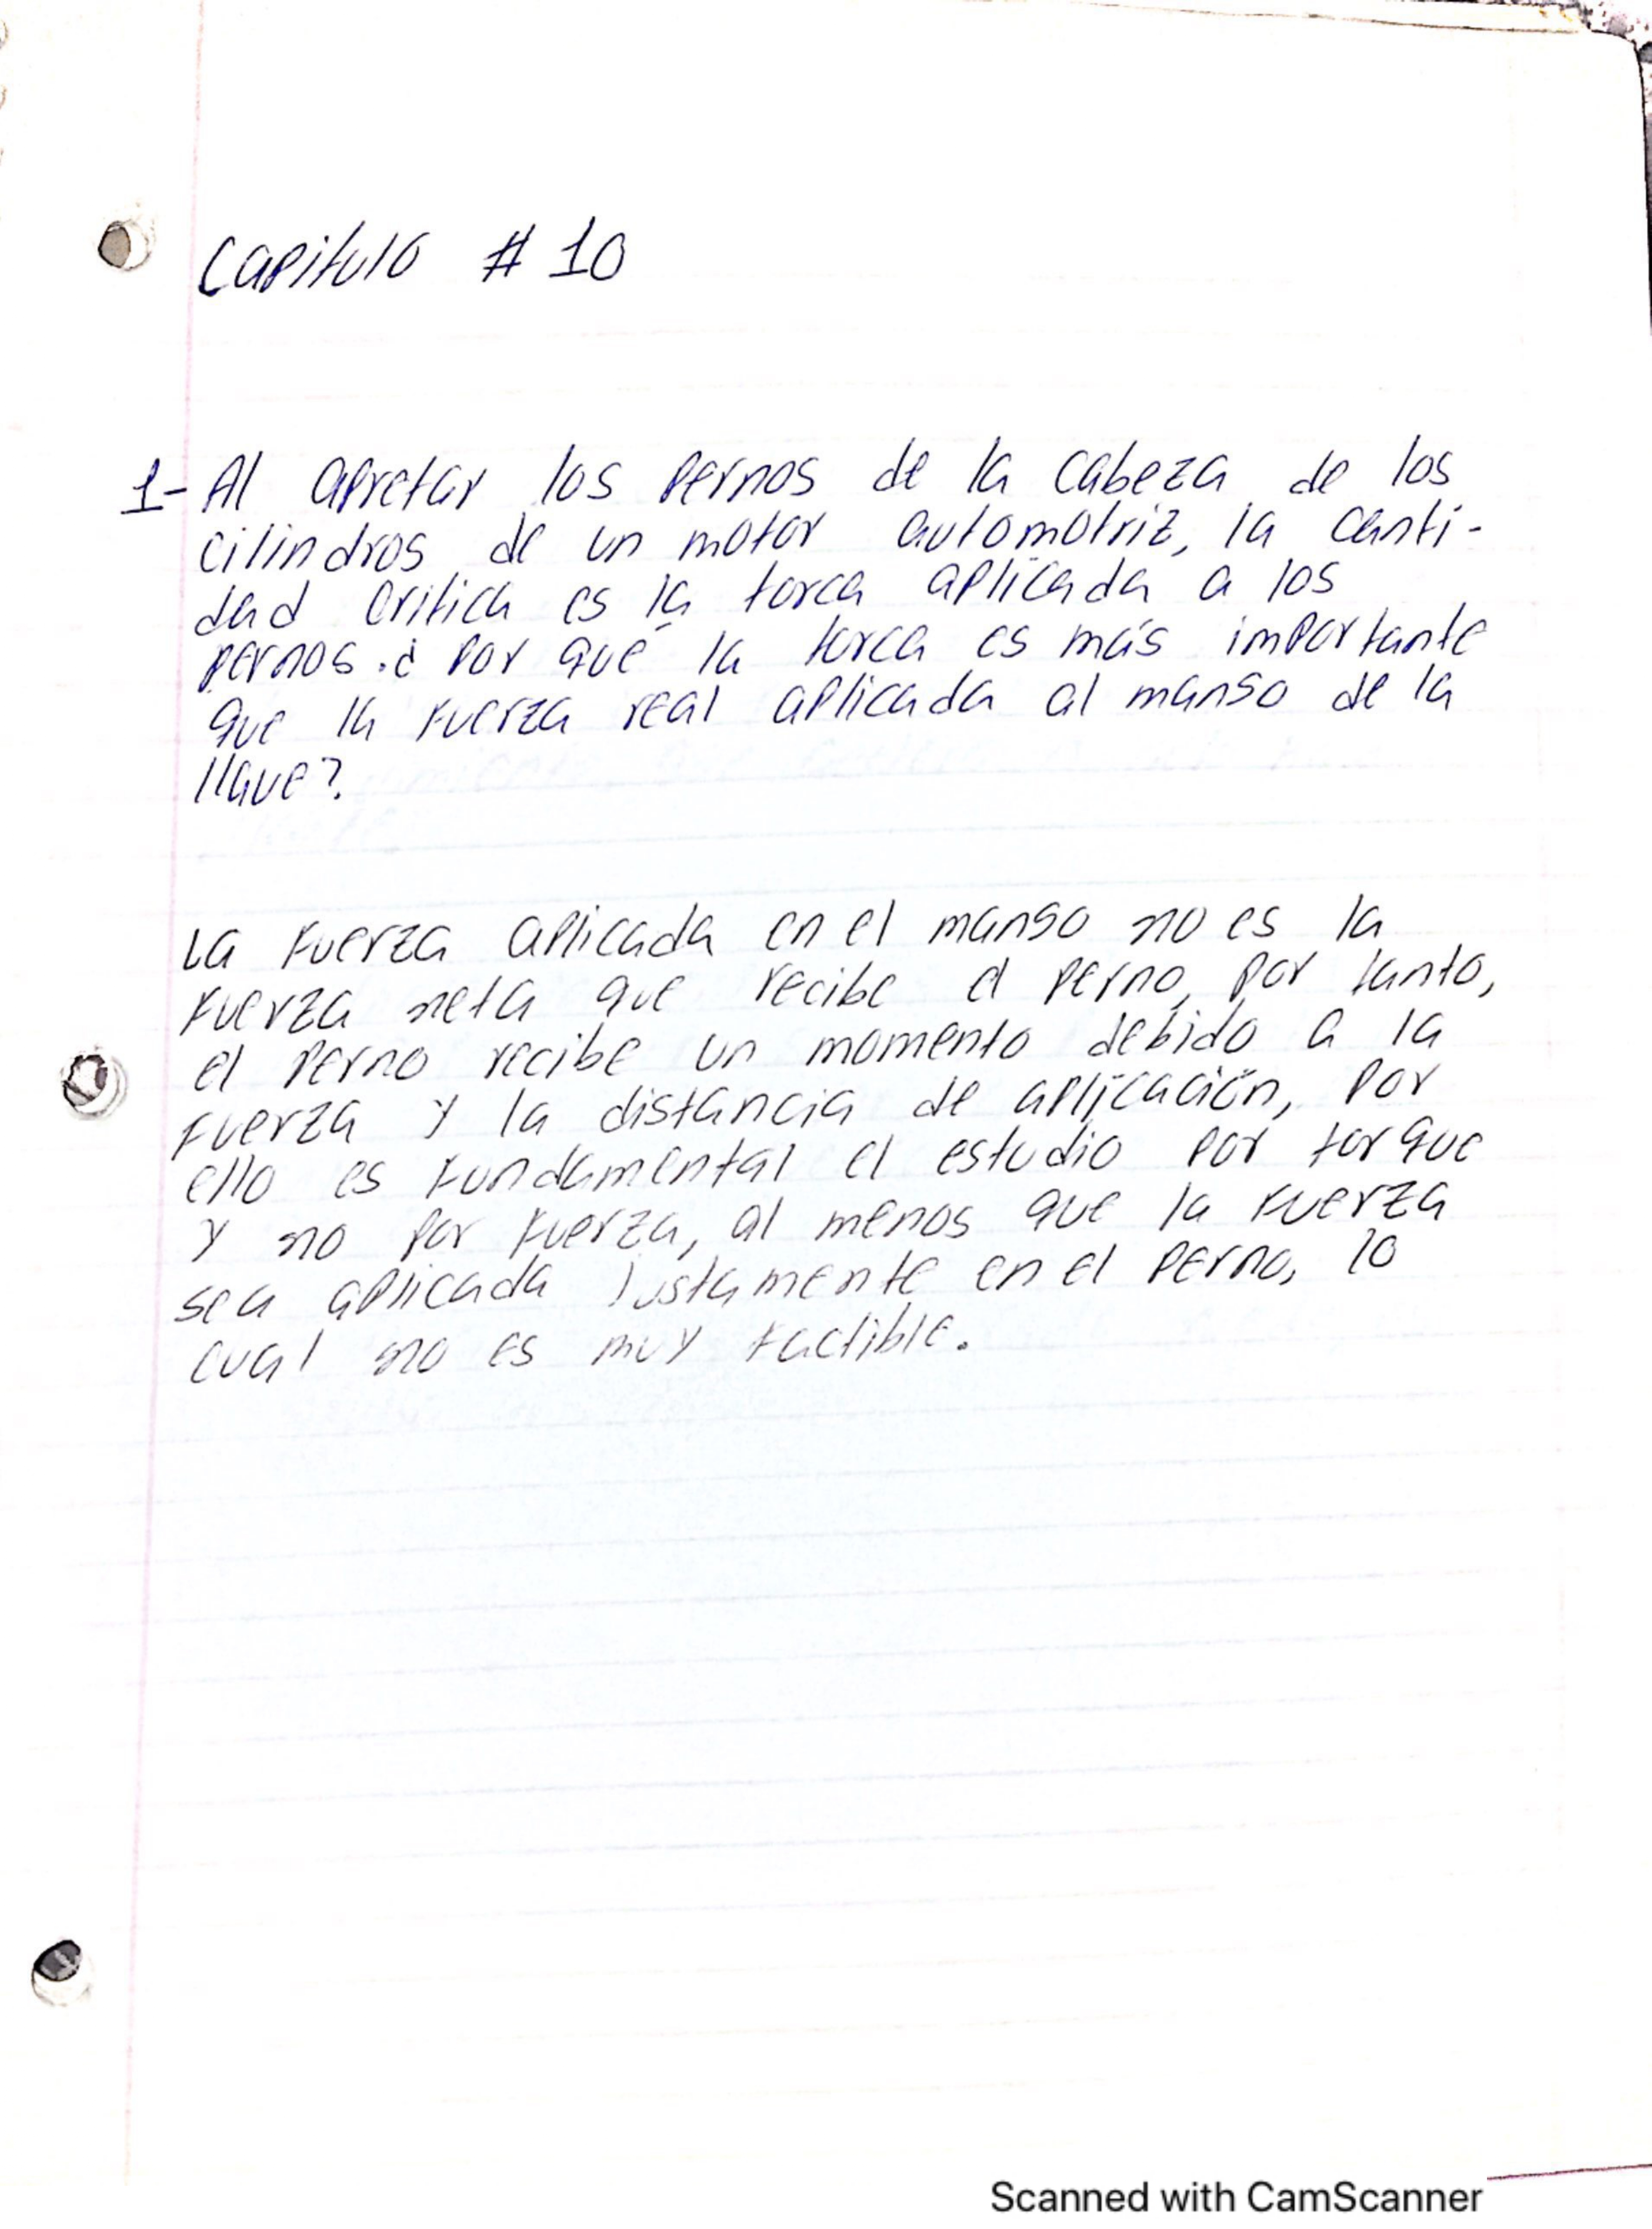 Capitulo # 10
1- Al apretar los pernos de la cabeza de los
cilindros de un motor automotriz, la canti-
dad critica es la torca aplicada a los
pernos. ¿ Por qué la torca es más importante
que la fuerza real aplicada al manso de la
llave?
La fuerza aplicada en el manso no es la
fuerza neta que recibe el perno, por tanto,
el perno recibe un momento debido a la
fuerza y la distancia de aplicación, por
ello es fundamental el estudio por torque
y no por fuerza, al menos que la fuerza
sea aplicada justamente en el perno, lo
cual no es muy factible.
Scanned with CamScanner